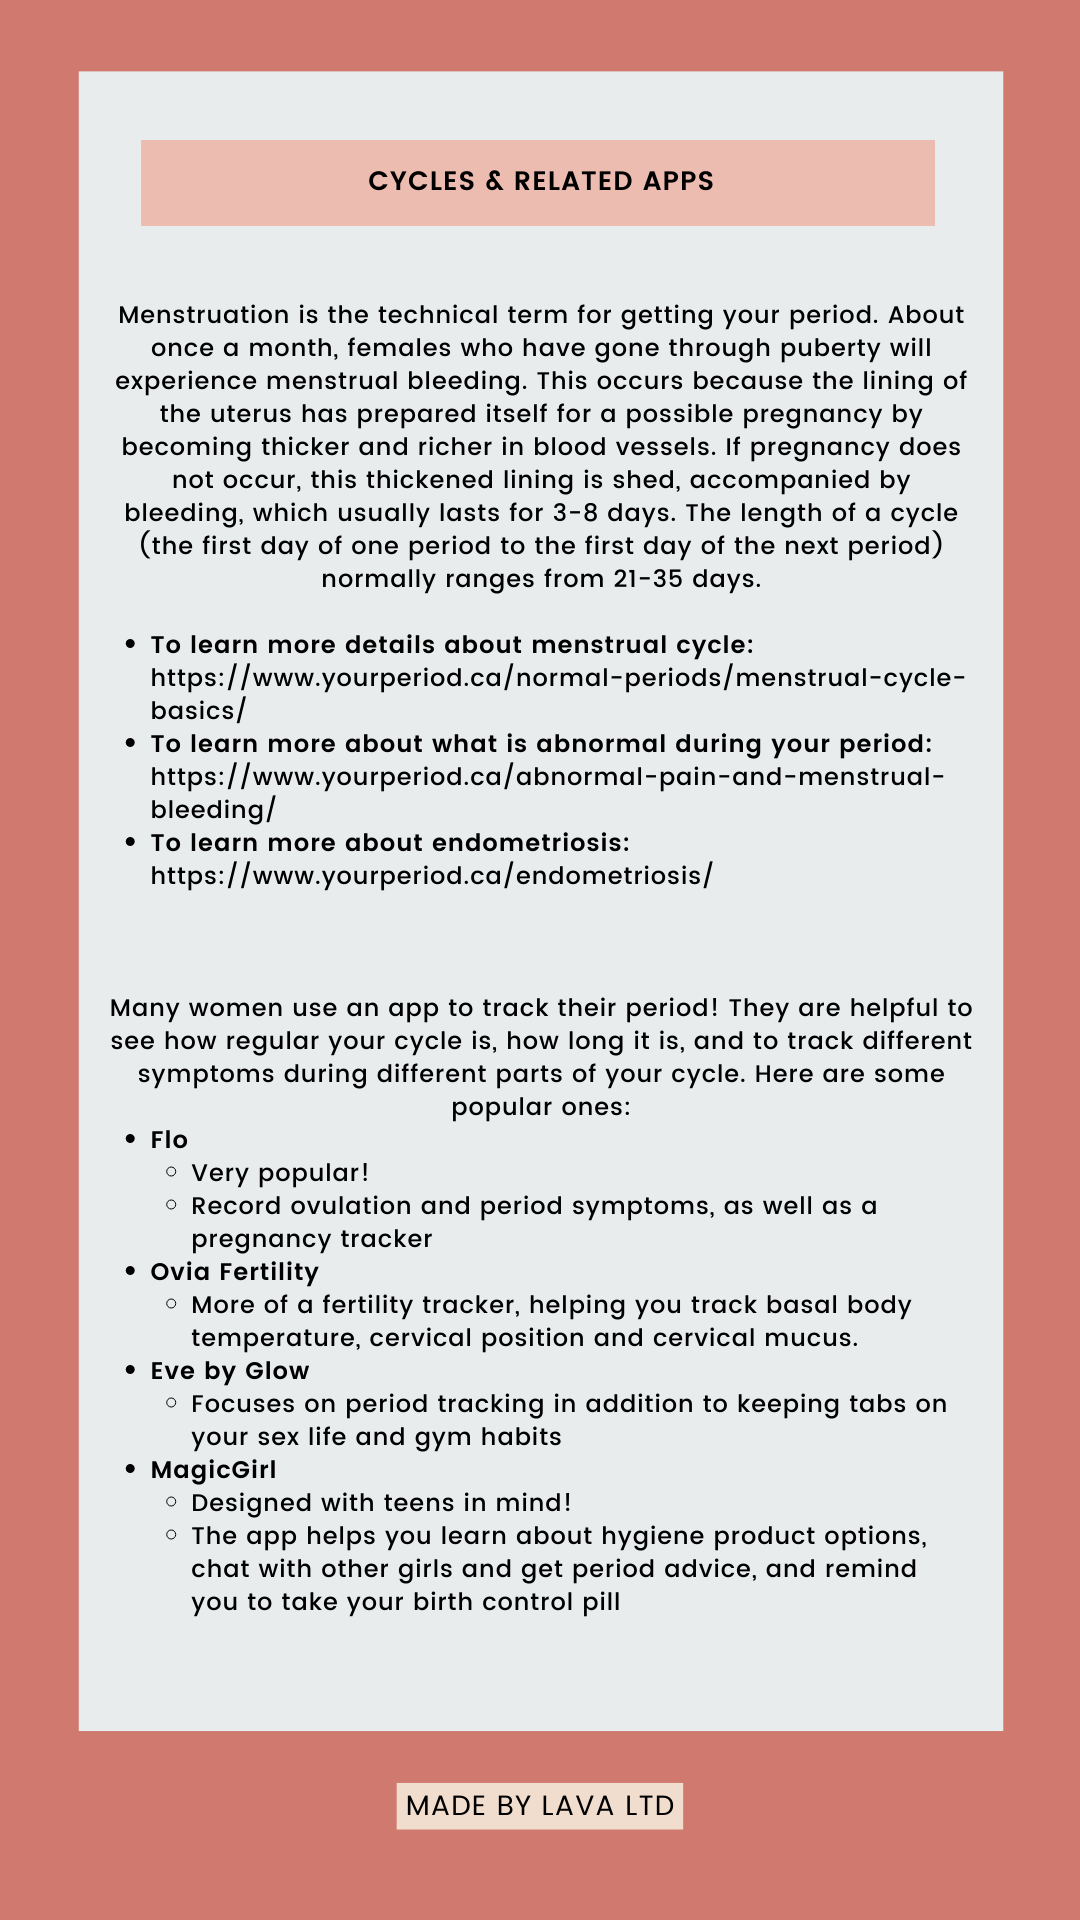 CYCLES & RELATED APPS
Menstruation is the technical term for getting your period. About
once a month, females who have gone through puberty will
experience menstrual bleeding. This occurs because the lining of
the uterus has prepared itself for a possible pregnancy by
becoming thicker and richer in blood vessels. If pregnancy does
not occur, this thickened lining is shed, accompanied by
bleeding, which usually lasts for 3-8 days. The length of a cycle
(the first day of one period to the first day of the next period)
normally ranges from 21-35 days.
• To learn more details about menstrual cycle:
https://www.yourperiod.ca/normal-periods/menstrual-cycle-
basics/
• To learn more about what is abnormal during your period:
https://www.yourperiod.ca/abnormal-pain-and-menstrual-
bleeding/
• To learn more about endometriosis:
https://www.yourperiod.ca/endometriosis/
Many women use an app to track their period! They are helpful to
see how regular your cycle is, how long it is, and to track different
symptoms during different parts of your cycle. Here are some
popular ones:
• Flo
○ Very popular!
○ Record ovulation and period symptoms, as well as a
pregnancy tracker
• Ovia Fertility
○ More of a fertility tracker, helping you track basal body
temperature, cervical position and cervical mucus.
• Eve by Glow
○ Focuses on period tracking in addition to keeping tabs on
your sex life and gym habits
• MagicGirl
○ Designed with teens in mind!
○ The app helps you learn about hygiene product options,
chat with other girls and get period advice, and remind
you to take your birth control pill
MADE BY LAVA LTD